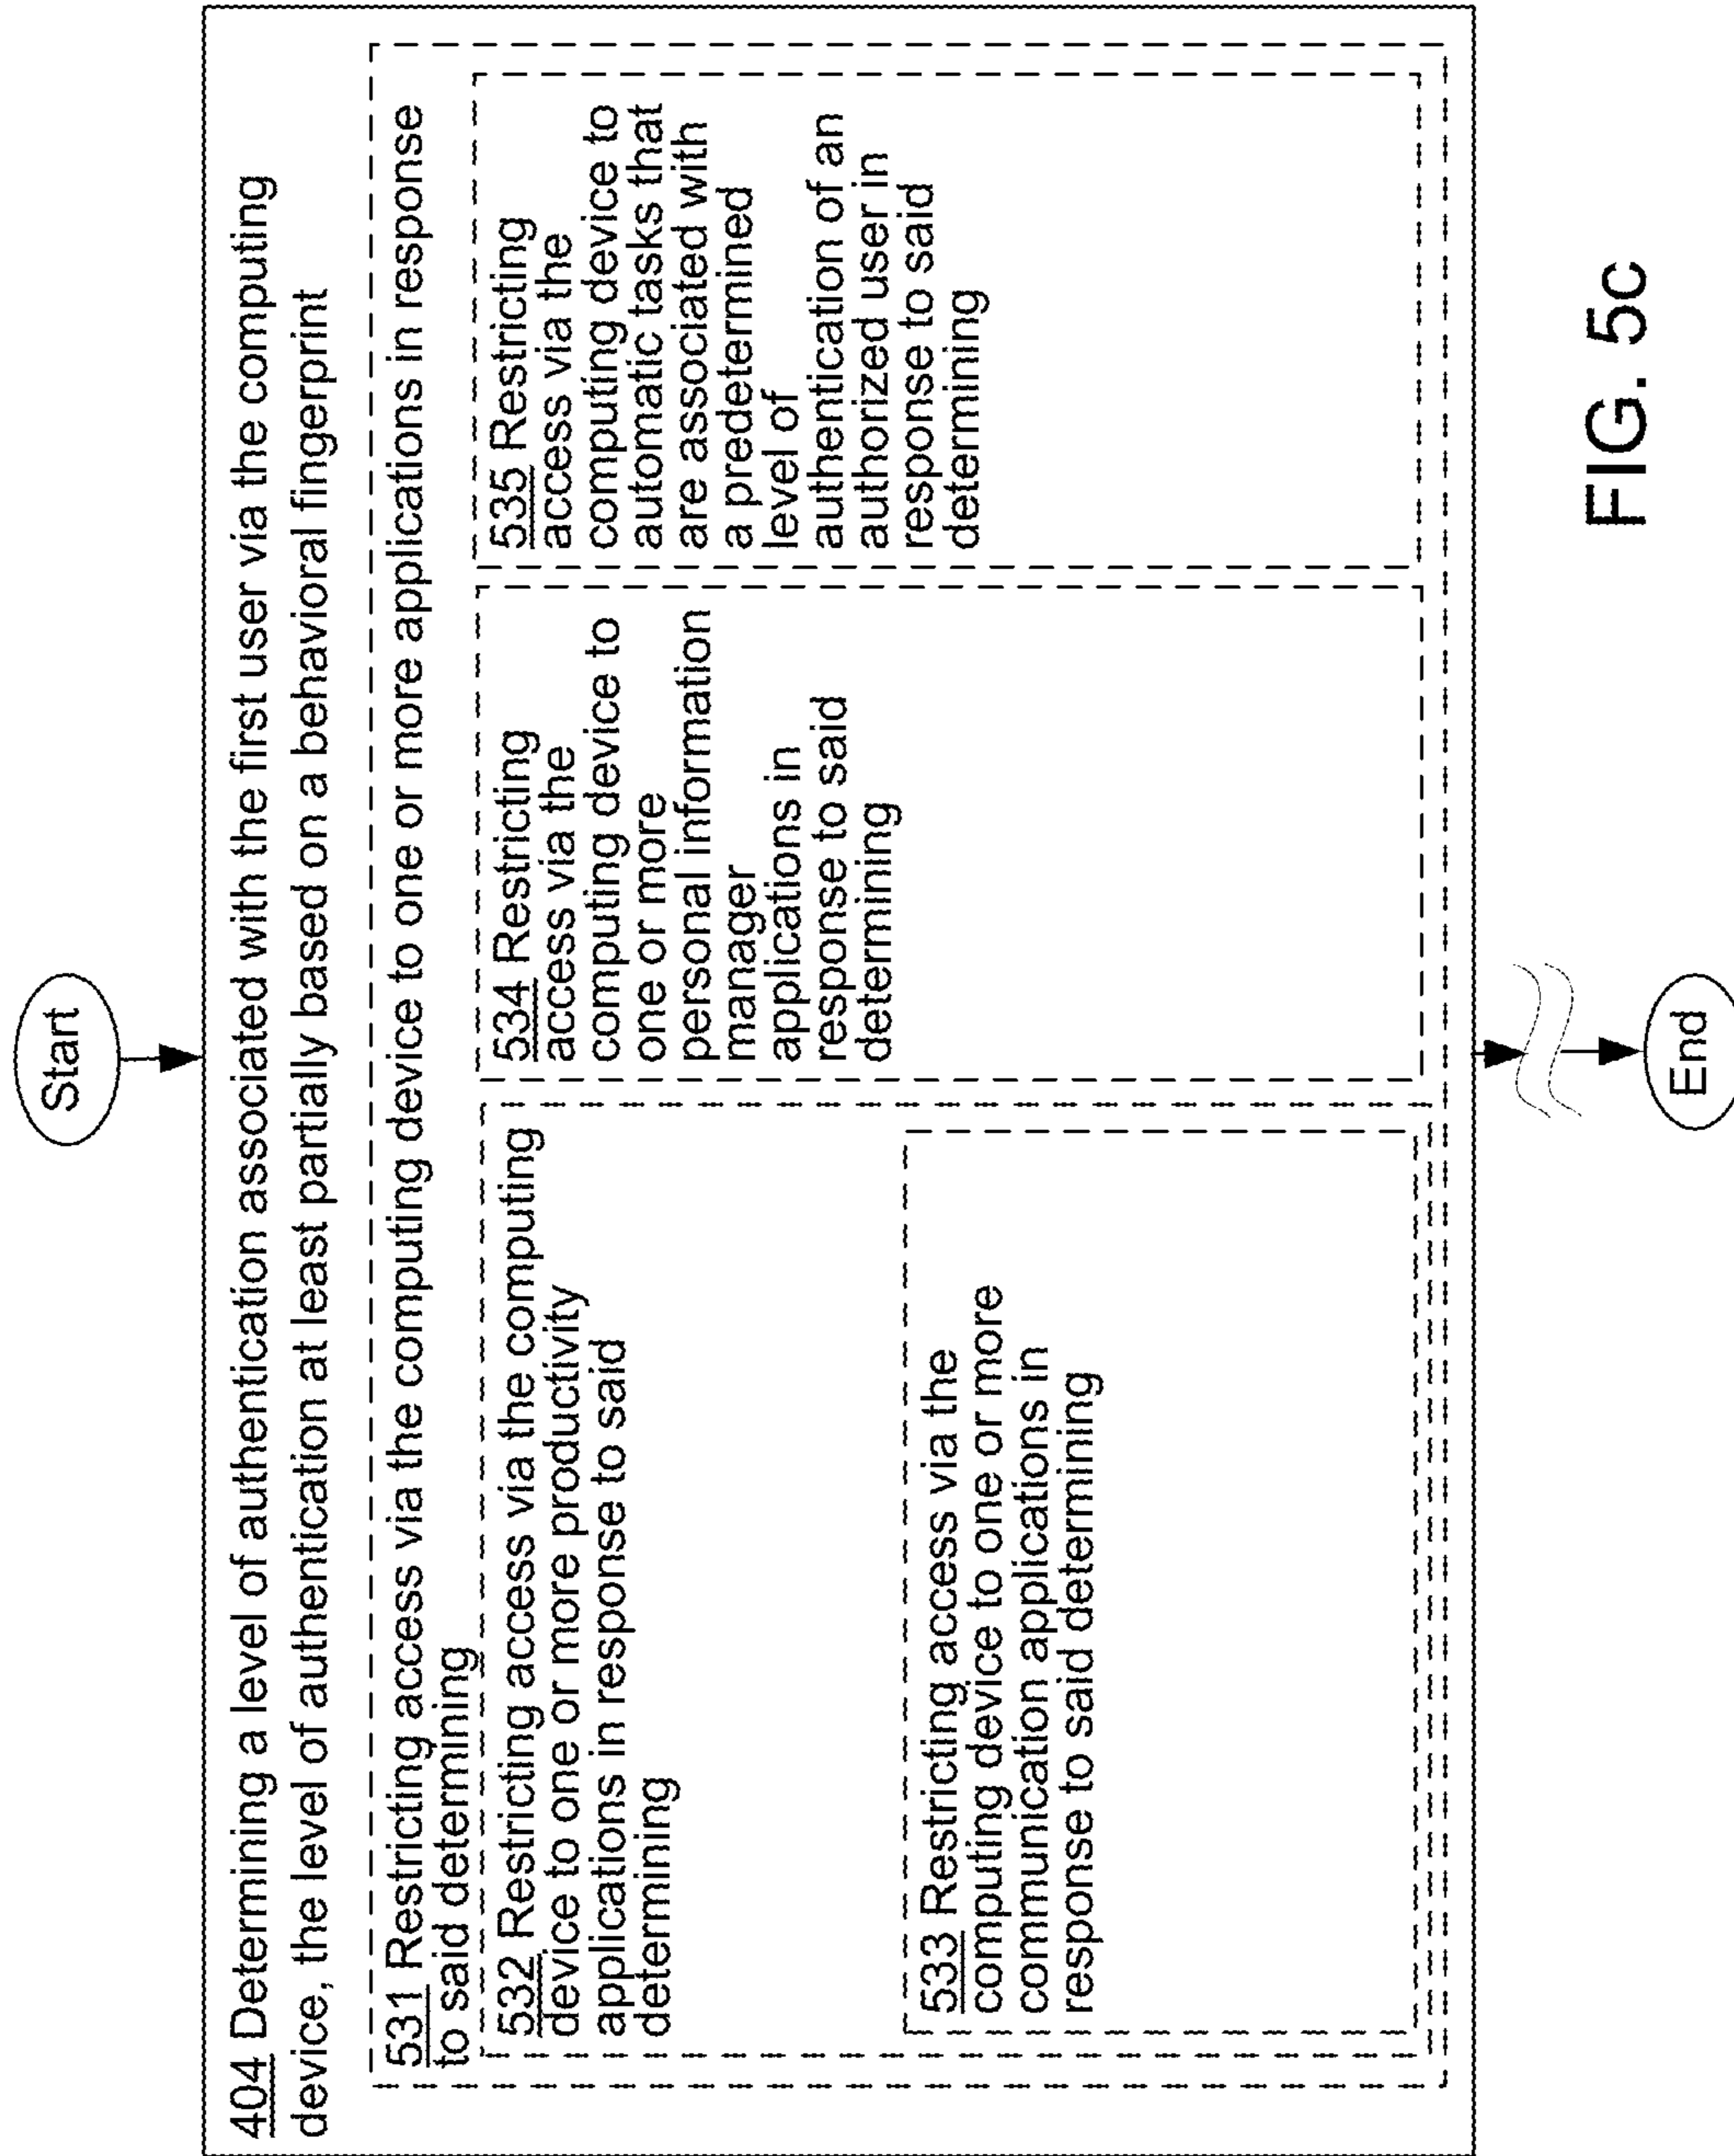 Start
404 Determining a level of authentication associated with the first user via the computing
device, the level of authentication at least partially based on a behavioral fingerprint
531 Restricting access via the computing device to one or more applications in response
to said determining
532 Restricting access via the computing
device to one or more productivity
applications in response to said
determining
533 Restricting access via the
computing device to one or more
communication applications in
response to said determining
534 Restricting
access via the
computing device to
one or more
personal information
manager
applications in
response to said
determining
535 Restricting
access via the
computing device to
automatic tasks that
are associated with
a predetermined
level of
authentication of an
authorized user in
response to said
determining
End
FIG. 5c